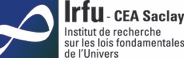 Irfu - CEA Saclay
Institut de recherche
sur les lois fondamentales
de l'Univers